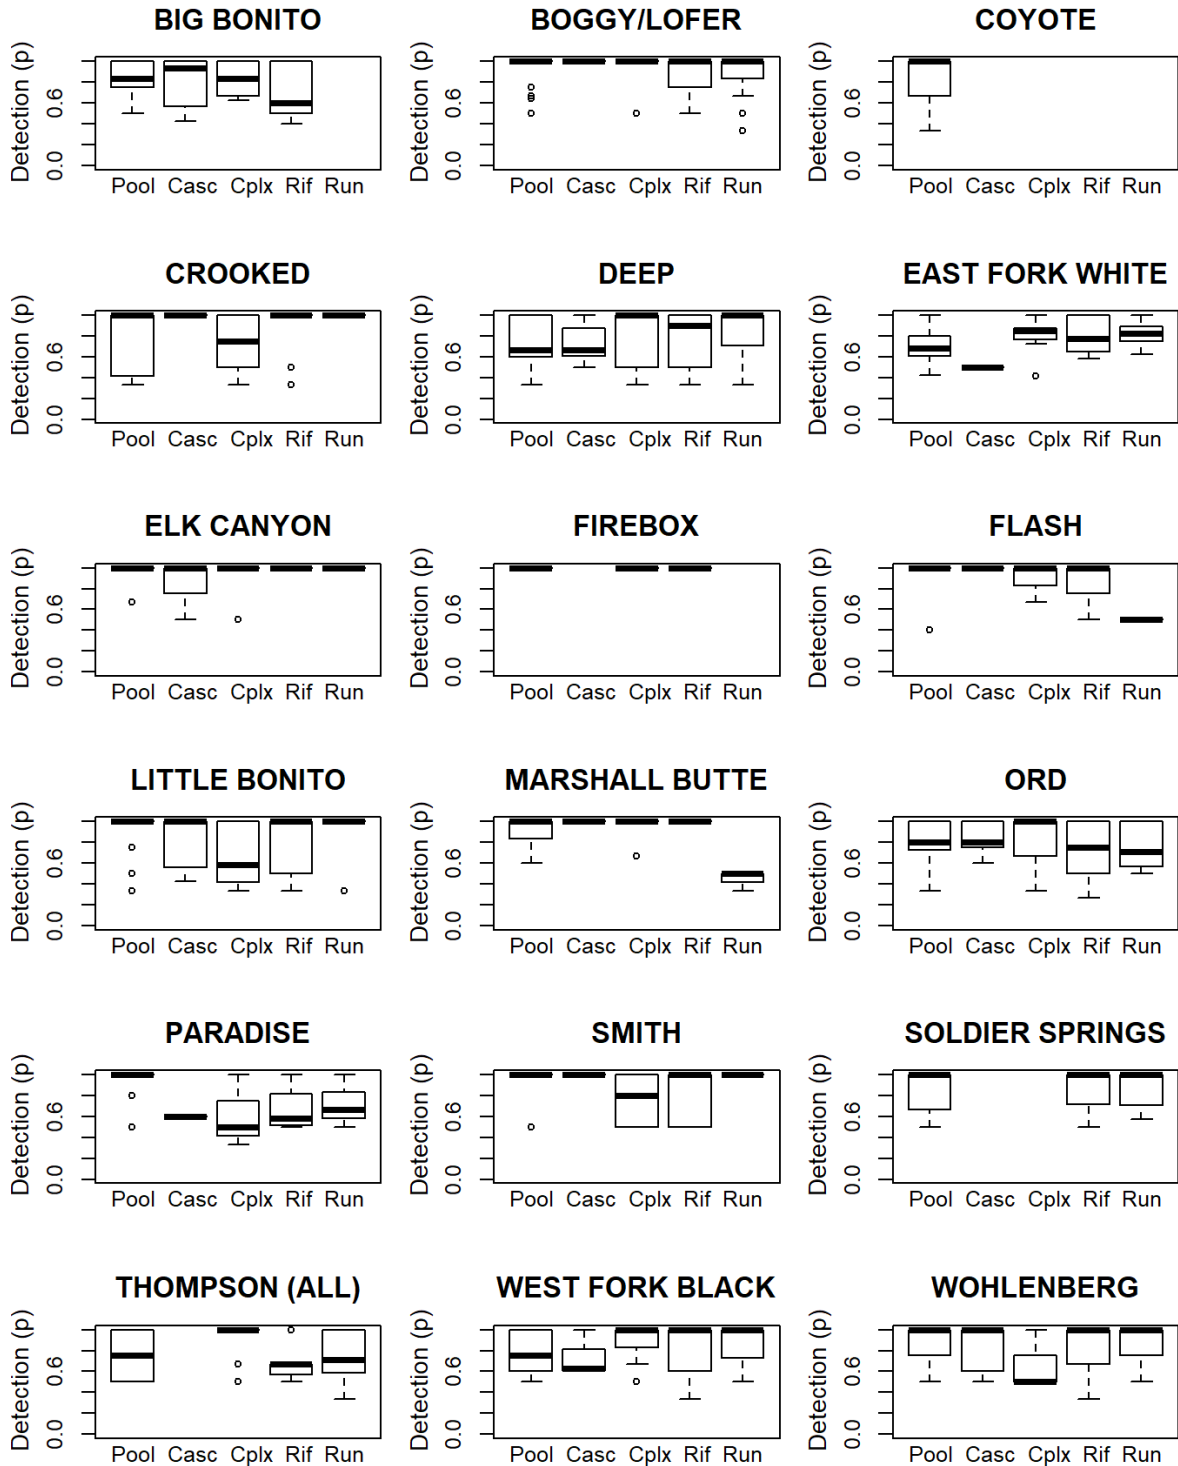 BIG BONITO
BOGGY/LOFER
COYOTE
Detection (p)
0.0 0.6
Pool Casc Cplx Rif Run
Detection (p)
0.0 0.6
Pool Casc Cplx Rif Run
Detection (p)
0.0 0.6
Pool Casc Cplx Rif Run
CROOKED
DEEP
EAST FORK WHITE
Detection (p)
0.0 0.6
Pool Casc Cplx Rif Run
Detection (p)
0.0 0.6
Pool Casc Cplx Rif Run
Detection (p)
0.0 0.6
Pool Casc Cplx Rif Run
ELK CANYON
FIREBOX
FLASH
Detection (p)
0.0 0.6
Pool Casc Cplx Rif Run
Detection (p)
0.0 0.6
Pool Casc Cplx Rif Run
Detection (p)
0.0 0.6
Pool Casc Cplx Rif Run
LITTLE BONITO
MARSHALL BUTTE
ORD
Detection (p)
0.0 0.6
Pool Casc Cplx Rif Run
Detection (p)
0.0 0.6
Pool Casc Cplx Rif Run
Detection (p)
0.0 0.6
Pool Casc Cplx Rif Run
PARADISE
SMITH
SOLDIER SPRINGS
Detection (p)
0.0 0.6
Pool Casc Cplx Rif Run
Detection (p)
0.0 0.6
Pool Casc Cplx Rif Run
Detection (p)
0.0 0.6
Pool Casc Cplx Rif Run
THOMPSON (ALL)
WEST FORK BLACK
WOHLENBERG
Detection (p)
0.0 0.6
Pool Casc Cplx Rif Run
Detection (p)
0.0 0.6
Pool Casc Cplx Rif Run
Detection (p)
0.0 0.6
Pool Casc Cplx Rif Run